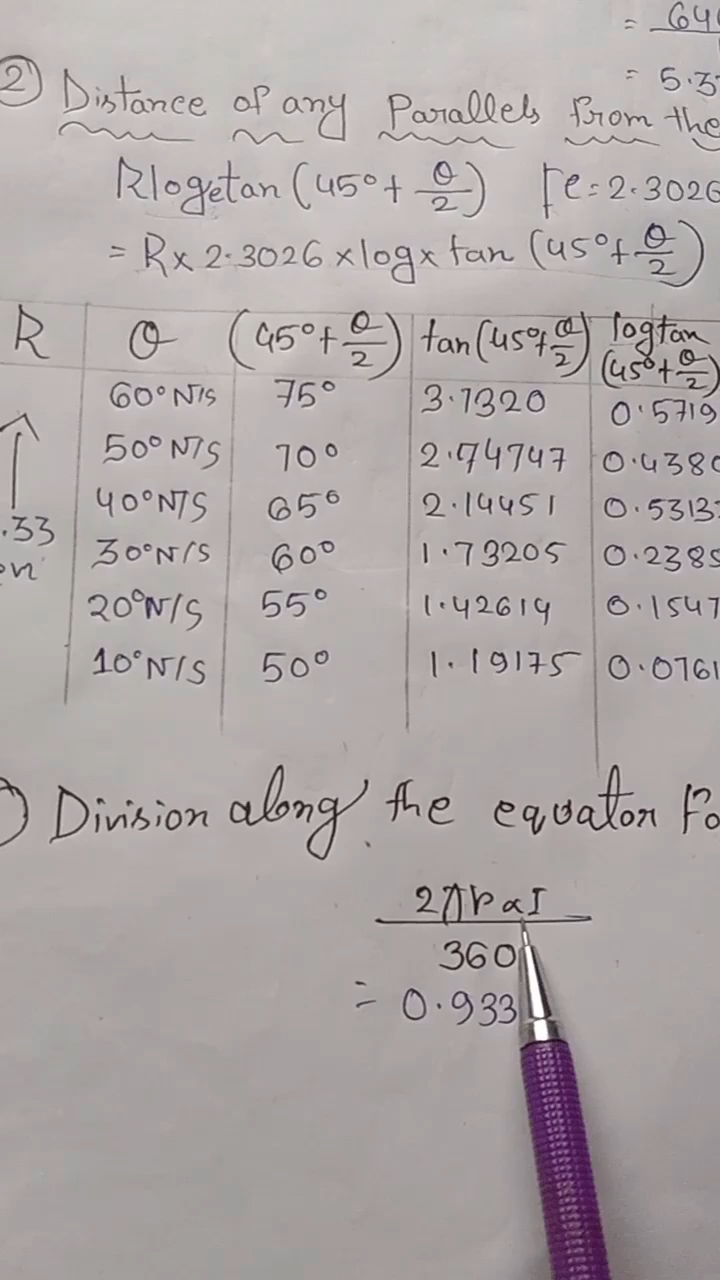 = 640
= 5.3
② Distance of any Parallels from the
Rlogetan (45°+ θ/2) [e=2.3026
= R×2.3026 ×log× tan (45°+ θ/2)
R θ (45°+ θ/2) tan(45°+ θ/2) logtan (45°+ θ/2)
60°N/S 75° 3.7320 0.5719
50°N/S 70° 2.74747 0.4380
40°N/S 65° 2.14451 0.5313
.33 30°N/S 60° 1.73205 0.2385
20°N/S 55° 1.42614 0.1547
10°N/S 50° 1.19175 0.0761
) Division along the equator Fo
2πr αI
360
= 0.933